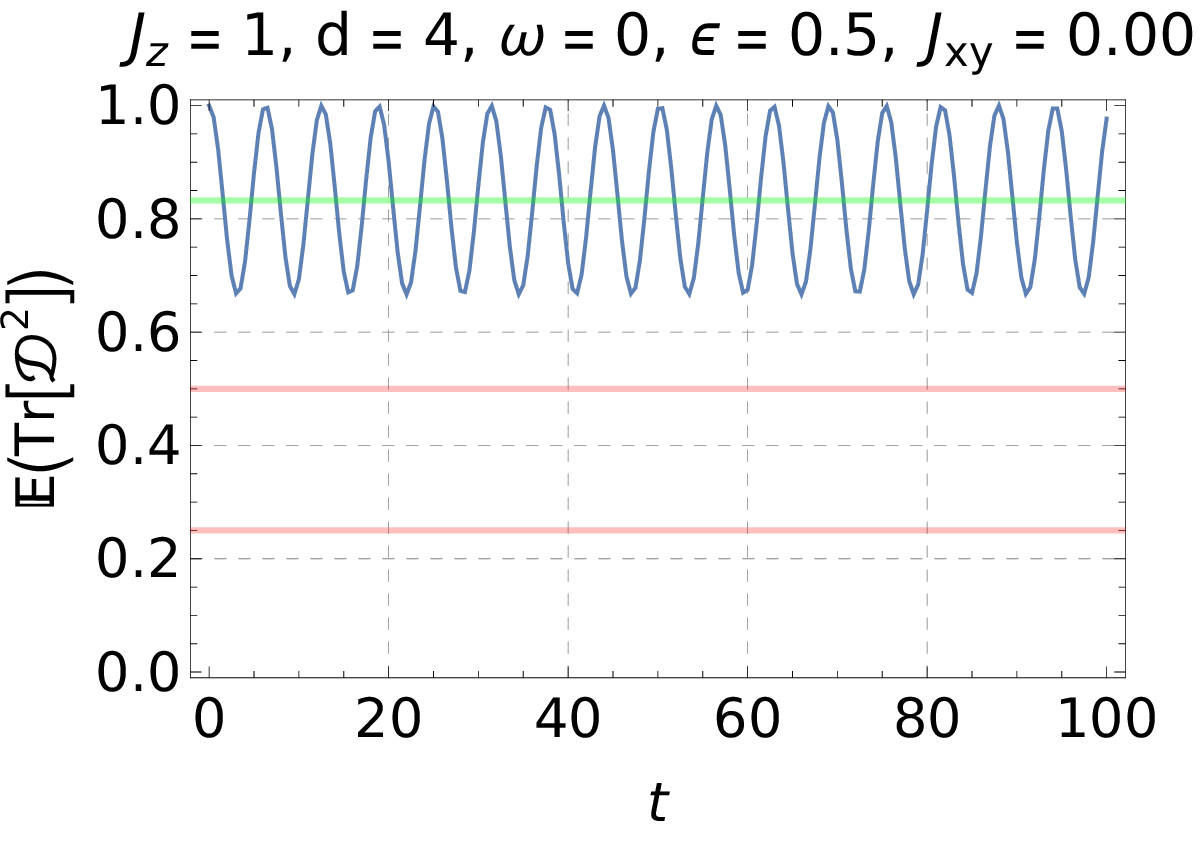 J_z = 1, d = 4, ω = 0, ϵ = 0.5, J_xy = 0.00
𝔼(Tr[𝒟²])
1.0
0.8
0.6
0.4
0.2
0.0
0 20 40 60 80 100
t